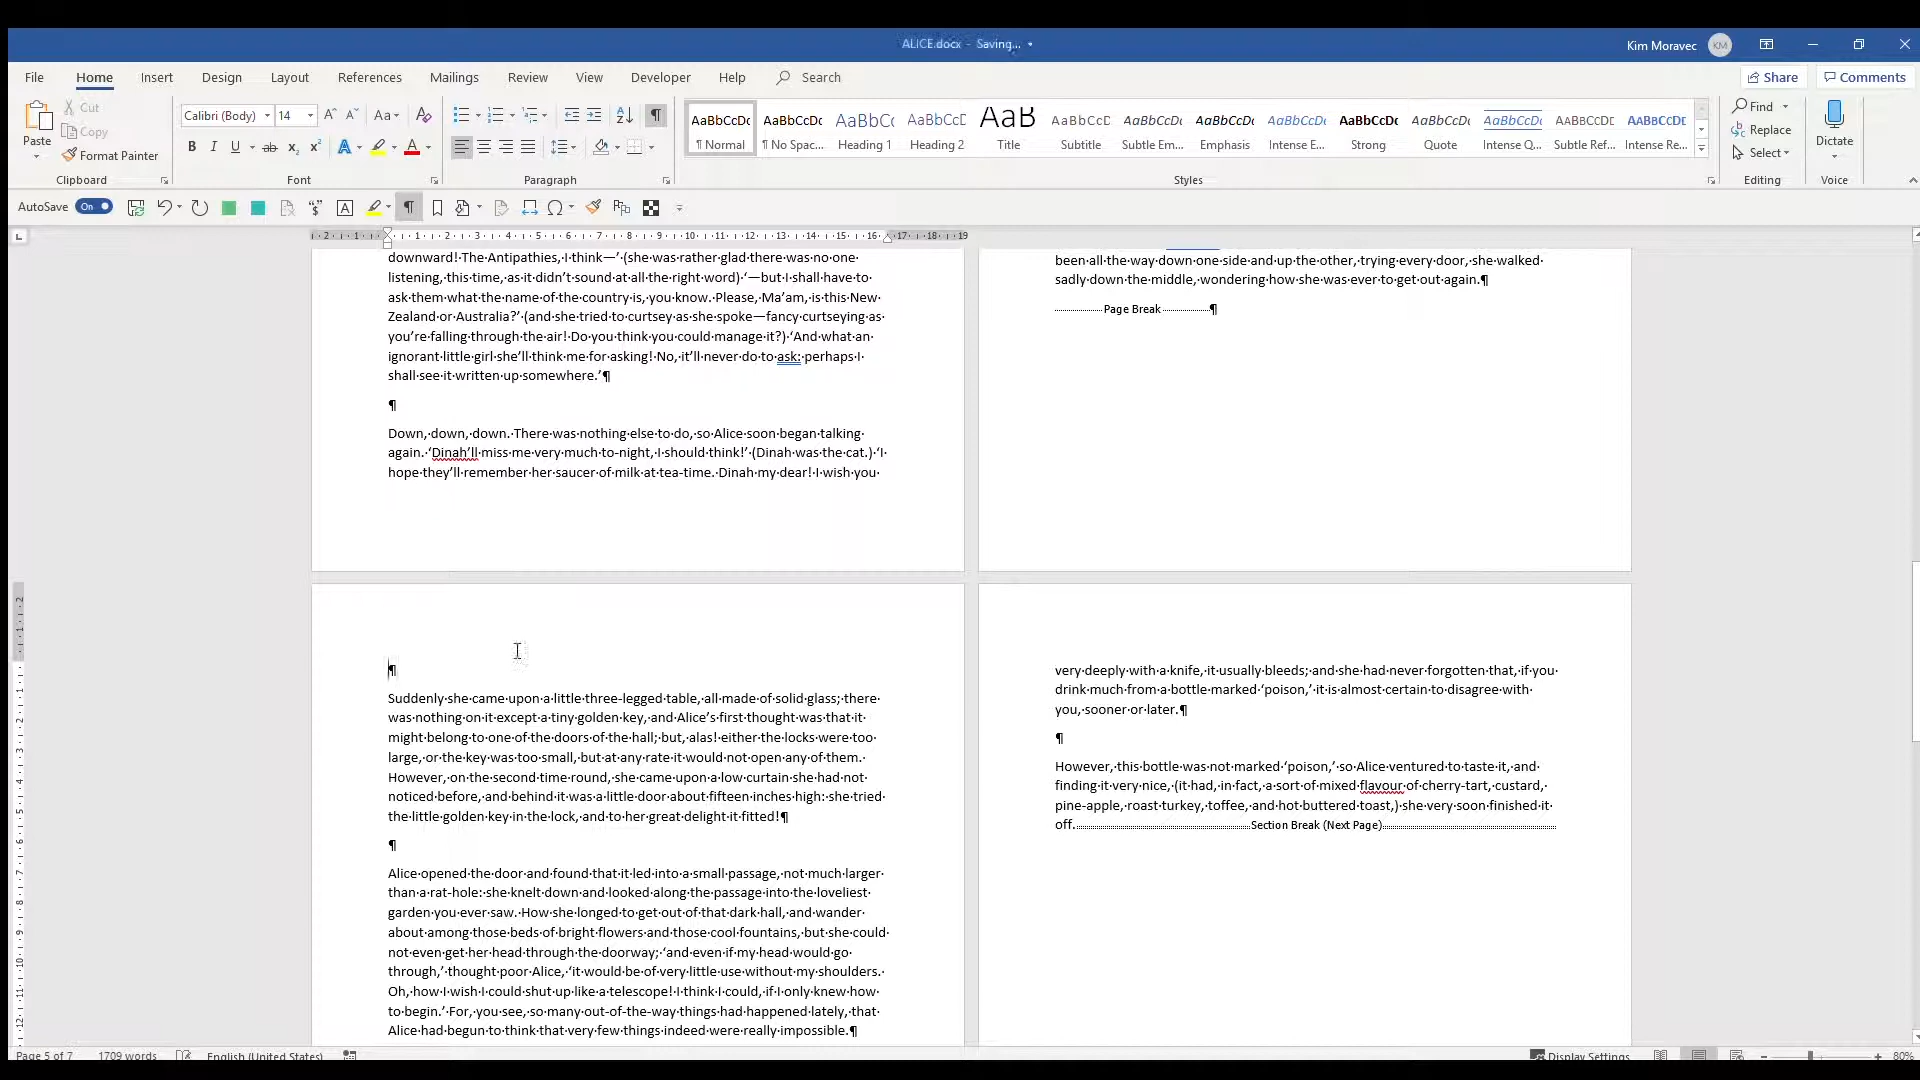 ALICE.docx - Saving...
Kim Moravec KM
File Home Insert Design Layout References Mailings Review View Developer Help Search Share Comments
Paste Cut Copy Format Painter
Clipboard
Calibri (Body) 14
Font
Paragraph
AaBbCcDc AaBbCcDc AaBbCc AaBbCcD AaB AaBbCcD AaBbCcDc AaBbCcDc AaBbCcDc AaBbCcDc AaBbCcDc AaBbCcDc AABBCCDC AABBCCDC
¶ Normal ¶ No Spac... Heading 1 Heading 2 Title Subtitle Subtle Em... Emphasis Intense E... Strong Quote Intense Q... Subtle Ref... Intense Re...
Styles
Find
Replace
Select
Editing
Dictate
Voice
AutoSave On
downward! The Antipathies, I think—’ (she was rather glad there was no one
listening, this time, as it didn’t sound at all the right word) ‘—but I shall have to
ask them what the name of the country is, you know. Please, Ma’am, is this New
Zealand or Australia?’ (and she tried to curtsey as she spoke—fancy curtseying as
you’re falling through the air! Do you think you could manage it?) ‘And what an
ignorant little girl she’ll think me for asking! No, it’ll never do to ask: perhaps I
shall see it written up somewhere.’¶
¶
Down, down, down. There was nothing else to do, so Alice soon began talking
again. ‘Dinah’ll miss me very much to-night, I should think!’ (Dinah was the cat.) ‘I
hope they’ll remember her saucer of milk at tea-time. Dinah my dear! I wish you
been all the way down one side and up the other, trying every door, she walked
sadly down the middle, wondering how she was ever to get out again.¶
Page Break ¶
¶
Suddenly she came upon a little three-legged table, all made of solid glass; there
was nothing on it except a tiny golden key, and Alice’s first thought was that it
might belong to one of the doors of the hall; but, alas! either the locks were too
large, or the key was too small, but at any rate it would not open any of them.
However, on the second time round, she came upon a low curtain she had not
noticed before, and behind it was a little door about fifteen inches high: she tried
the little golden key in the lock, and to her great delight it fitted!¶
¶
Alice opened the door and found that it led into a small passage, not much larger
than a rat-hole: she knelt down and looked along the passage into the loveliest
garden you ever saw. How she longed to get out of that dark hall, and wander
about among those beds of bright flowers and those cool fountains, but she could
not even get her head through the doorway; ‘and even if my head would go
through,’ thought poor Alice, ‘it would be of very little use without my shoulders.
Oh, how I wish I could shut up like a telescope! I think I could, if I only knew how
to begin.’ For, you see, so many out-of-the-way things had happened lately, that
Alice had begun to think that very few things indeed were really impossible.¶
very deeply with a knife, it usually bleeds; and she had never forgotten that, if you
drink much from a bottle marked ‘poison,’ it is almost certain to disagree with
you, sooner or later.¶
¶
However, this bottle was not marked ‘poison,’ so Alice ventured to taste it, and
finding it very nice, (it had, in fact, a sort of mixed flavour of cherry-tart, custard,
pine-apple, roast turkey, toffee, and hot buttered toast,) she very soon finished it
off. Section Break (Next Page)
Page 5 of 7 1709 words English (United States) Display Settings 80%